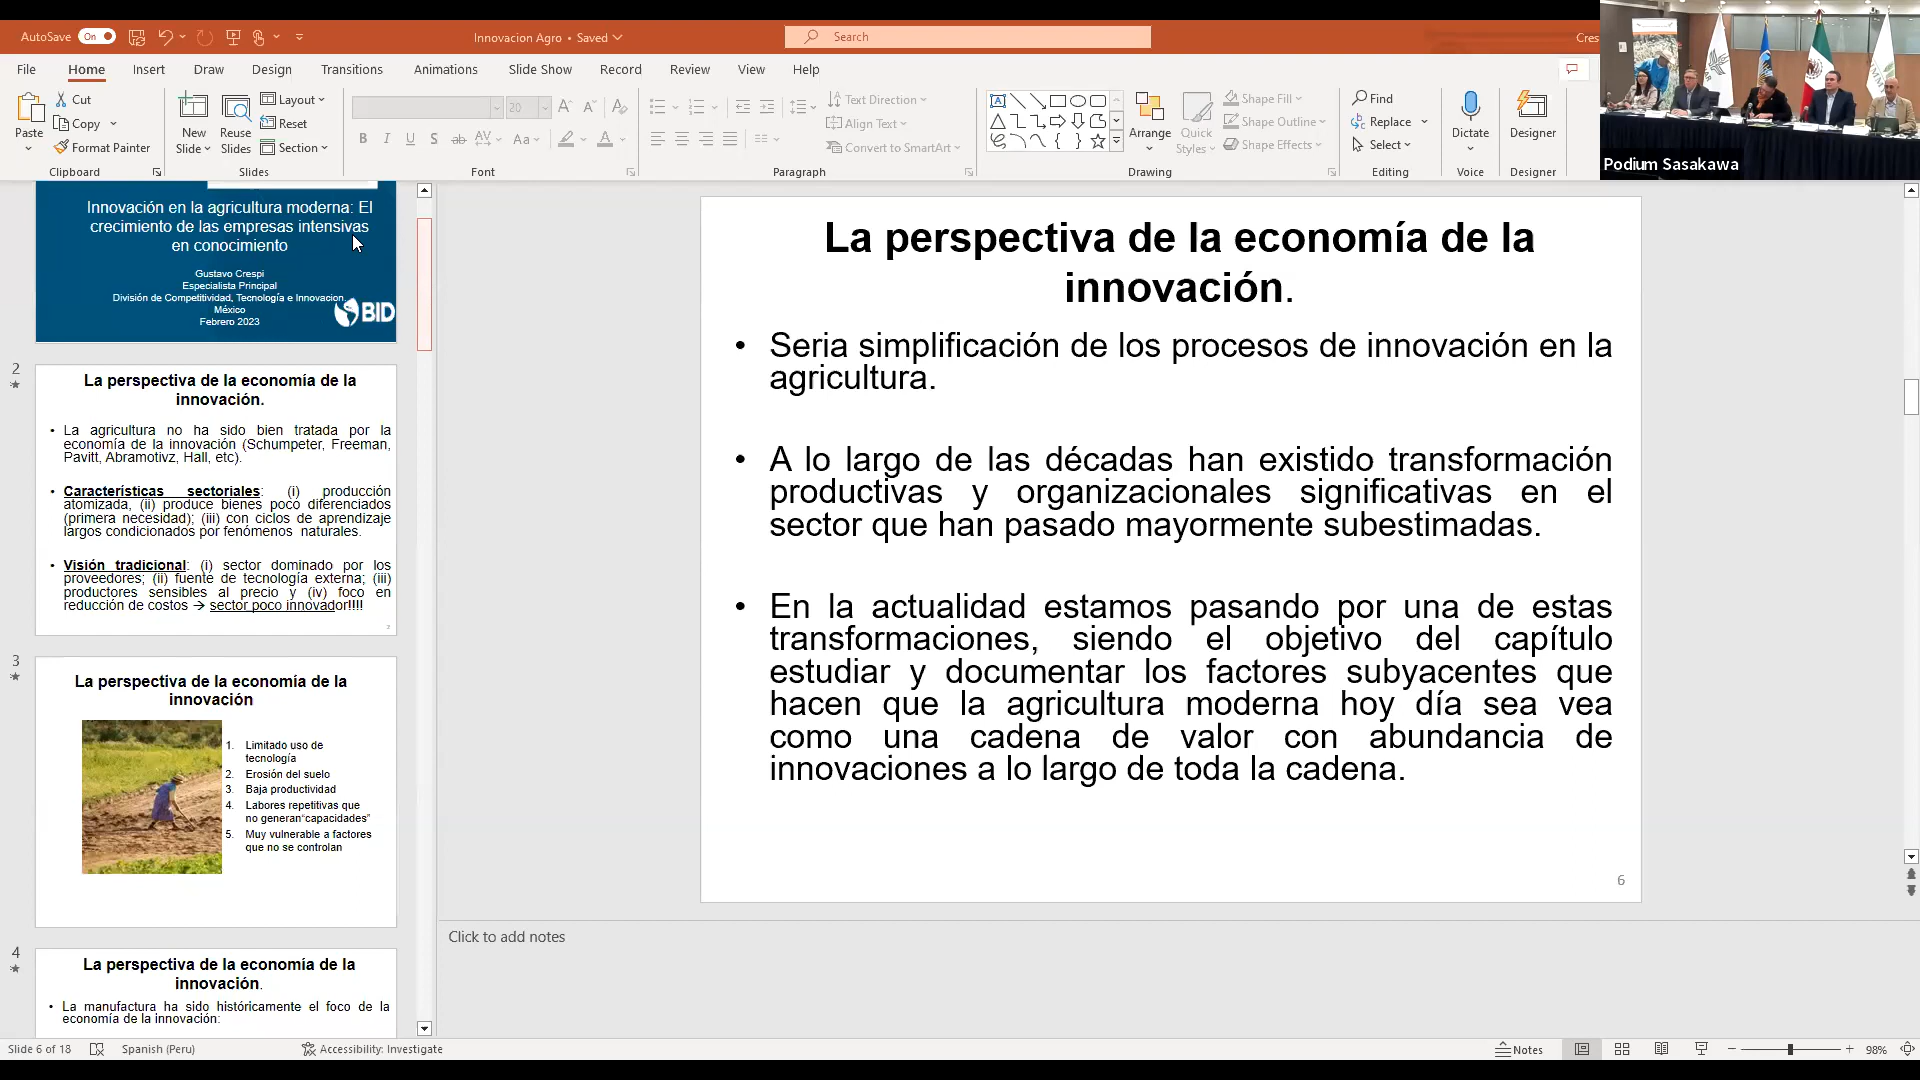 AutoSave
On
Innovacion Agro • Saved
Search
Cres
File
Home
Insert
Draw
Design
Transitions
Animations
Slide Show
Record
Review
View
Help
Paste
Cut
Copy
Format Painter
Clipboard
New
Slide
Reuse
Slides
Layout
Reset
Section
Slides
20
Font
Text Direction
Align Text
Convert to SmartArt
Paragraph
Arrange
Quick
Styles
Shape Fill
Shape Outline
Shape Effects
Drawing
Find
Replace
Select
Editing
Dictate
Voice
Designer
Designer
Podium Sasakawa
Innovación en la agricultura moderna: El
crecimiento de las empresas intensivas
en conocimiento
Gustavo Crespi
Especialista Principal
División de Competitividad, Tecnología e Innovacion.
México
Febrero 2023
BID
2
La perspectiva de la economía de la
innovación.
• La agricultura no ha sido bien tratada por la
economía de la innovación (Schumpeter, Freeman,
Pavitt, Abramotivz, Hall, etc).
• Características sectoriales: (i) producción
atomizada, (ii) produce bienes poco diferenciados
(primera necesidad); (iii) con ciclos de aprendizaje
largos condicionados por fenómenos naturales.
• Visión tradicional: (i) sector dominado por los
proveedores; (ii) fuente de tecnología externa; (iii)
productores sensibles al precio y (iv) foco en
reducción de costos → sector poco innovador!!!!
3
La perspectiva de la economía de la
innovación
1. Limitado uso de
tecnología
2. Erosión del suelo
3. Baja productividad
4. Labores repetitivas que
no generan“capacidades”
5. Muy vulnerable a factores
que no se controlan
4
La perspectiva de la economía de la
innovación.
• La manufactura ha sido históricamente el foco de la
economía de la innovación:
La perspectiva de la economía de la
innovación.
• Seria simplificación de los procesos de innovación en la
agricultura.
• A lo largo de las décadas han existido transformación
productivas y organizacionales significativas en el
sector que han pasado mayormente subestimadas.
• En la actualidad estamos pasando por una de estas
transformaciones, siendo el objetivo del capítulo
estudiar y documentar los factores subyacentes que
hacen que la agricultura moderna hoy día sea vea
como una cadena de valor con abundancia de
innovaciones a lo largo de toda la cadena.
6
Click to add notes
Slide 6 of 18
Spanish (Peru)
Accessibility: Investigate
Notes
98%